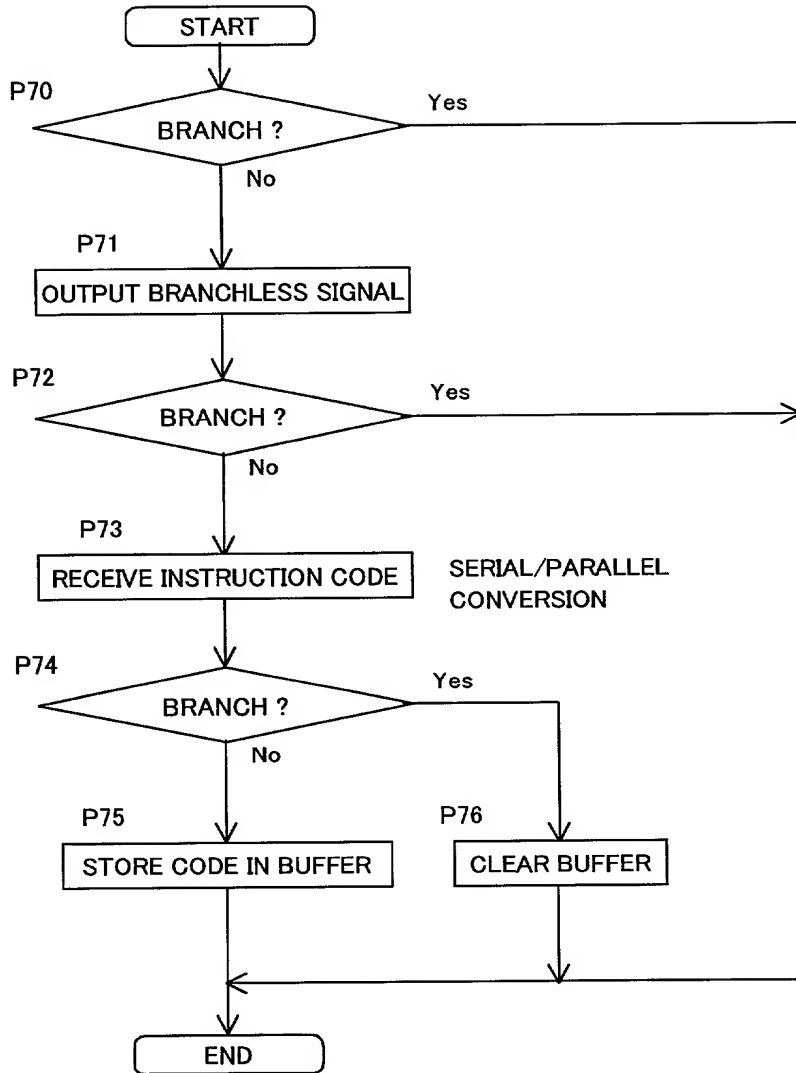 START
P70
BRANCH ?
Yes
No
P71
OUTPUT BRANCHLESS SIGNAL
P72
BRANCH ?
Yes
No
P73
RECEIVE INSTRUCTION CODE
SERIAL/PARALLEL
CONVERSION
P74
BRANCH ?
Yes
No
P75
STORE CODE IN BUFFER
P76
CLEAR BUFFER
END